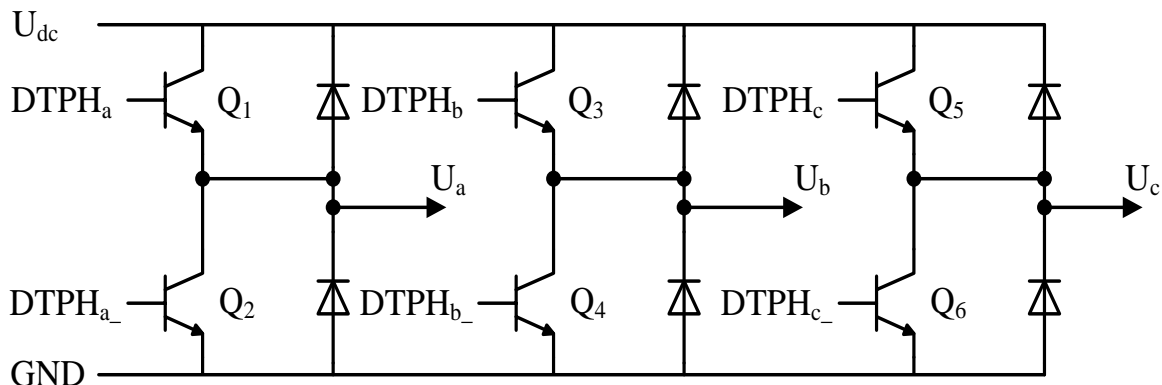 U_dc
DTPH_a Q_1 DTPH_b Q_3 DTPH_c Q_5
U_a U_b U_c
DTPH_a_ Q_2 DTPH_b_ Q_4 DTPH_c_ Q_6
GND